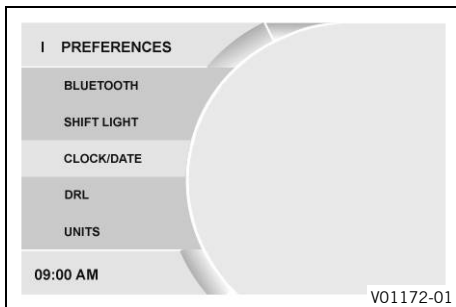 I PREFERENCES
BLUETOOTH
SHIFT LIGHT
CLOCK/DATE
DRL
UNITS
09:00 AM
V01172-01